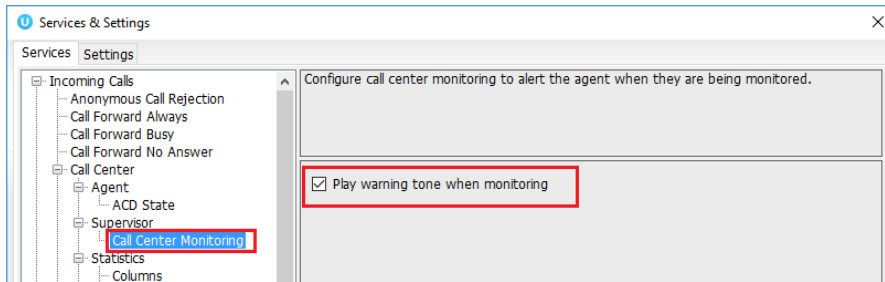 Services & Settings
Services Settings
Incoming Calls
Anonymous Call Rejection
Call Forward Always
Call Forward Busy
Call Forward No Answer
Call Center
Agent
ACD State
Supervisor
Call Center Monitoring
Statistics
Columns
Configure call center monitoring to alert the agent when they are being monitored.
Play warning tone when monitoring